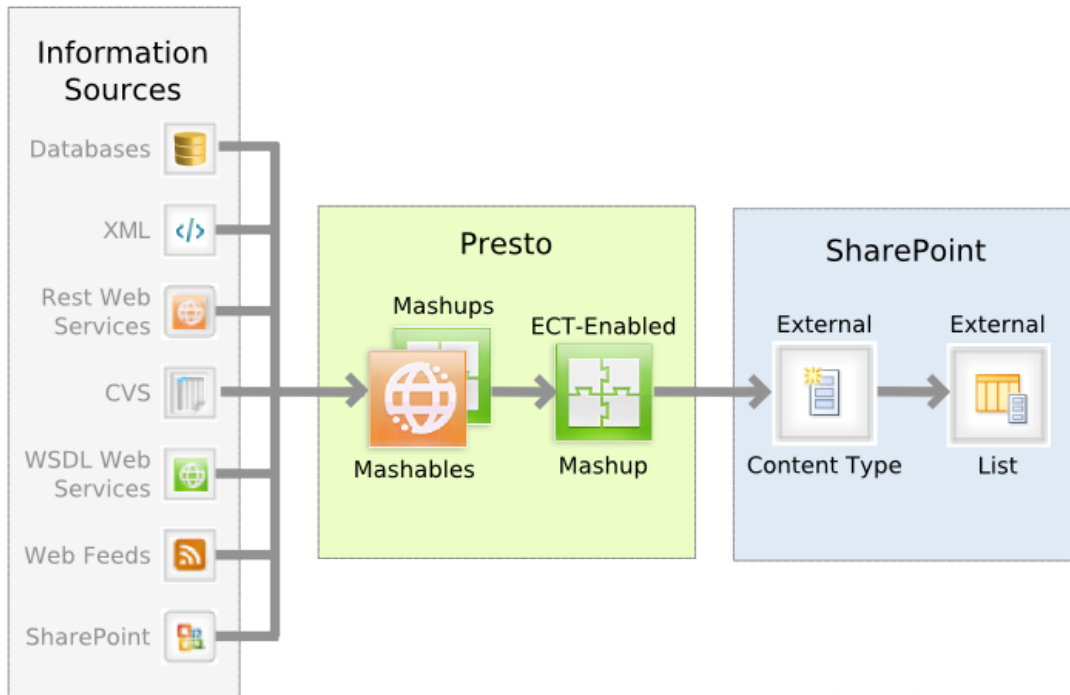 Information
Sources
Databases
XML
Rest Web
Services
CVS
WSDL Web
Services
Web Feeds
SharePoint
Presto
Mashups
Mashables
ECT-Enabled
Mashup
SharePoint
External
Content Type
External
List